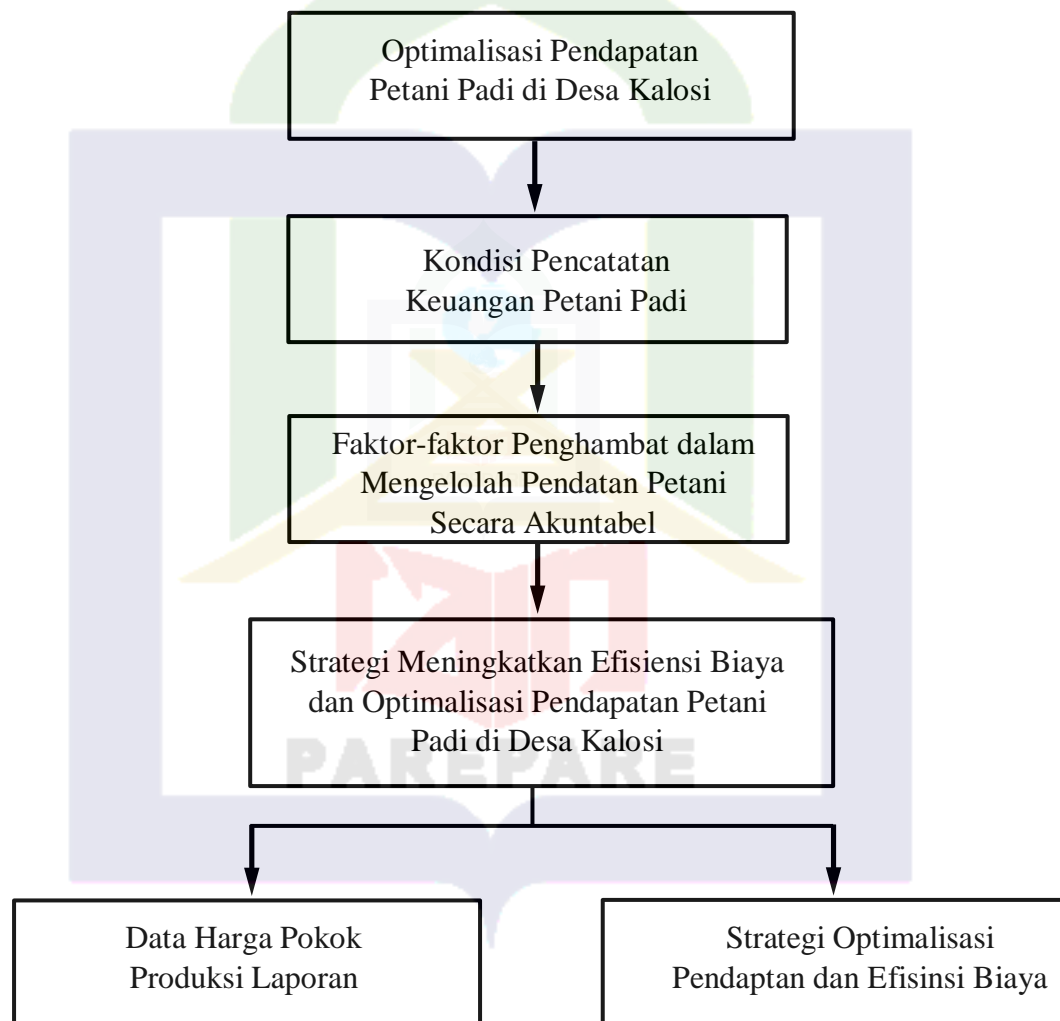 Optimalisasi Pendapatan
Petani Padi di Desa Kalosi
Kondisi Pencatatan
Keuangan Petani Padi
Faktor-faktor Penghambat dalam
Mengelolah Pendatan Petani
Secara Akuntabel
Strategi Meningkatkan Efisiensi Biaya
dan Optimalisasi Pendapatan Petani
Padi di Desa Kalosi
PAREPARE
Data Harga Pokok
Produksi Laporan
Strategi Optimalisasi
Pendaptan dan Efisinsi Biaya